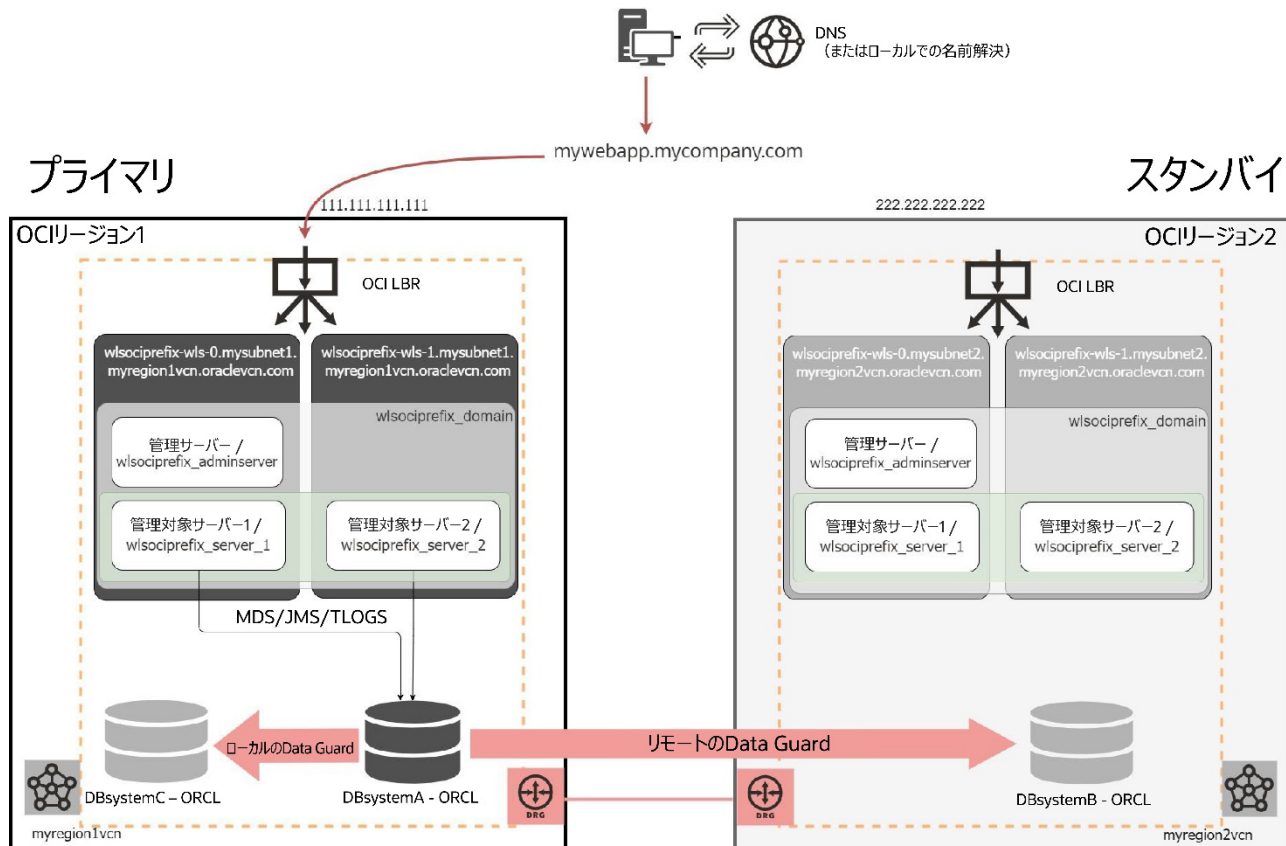 DNS
（またはローカルでの名前解決）
mywebapp.mycompany.com
プライマリ
スタンバイ
111.111.111.111
222.222.222.222
OCIリージョン1
OCIリージョン2
OCI LBR
OCI LBR
wlsociprefix-wls-0.mysubnet1.
myregion1vcn.oraclevcn.com
wlsociprefix-wls-1.mysubnet1.
myregion1vcn.oraclevcn.com
wlsociprefix-wls-0.mysubnet2.
myregion2vcn.oraclevcn.com
wlsociprefix-wls-1.mysubnet2.
myregion2vcn.oraclevcn.com
wlsociprefix_domain
wlsociprefix_domain
管理サーバー /
wlsociprefix_adminserver
管理サーバー /
wlsociprefix_adminserver
管理対象サーバー1 /
wlsociprefix_server_1
管理対象サーバー2 /
wlsociprefix_server_2
管理対象サーバー1 /
wlsociprefix_server_1
管理対象サーバー2 /
wlsociprefix_server_2
MDS/JMS/TLOGS
ローカルのData Guard
リモートのData Guard
DBsystemC – ORCL
DBsystemA - ORCL
DRG
DRG
DBsystemB - ORCL
myregion1vcn
myregion2vcn